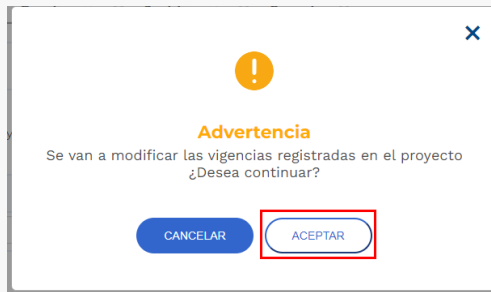 Advertencia
Se van a modificar las vigencias registradas en el proyecto
¿Desea continuar?
CANCELAR
ACEPTAR